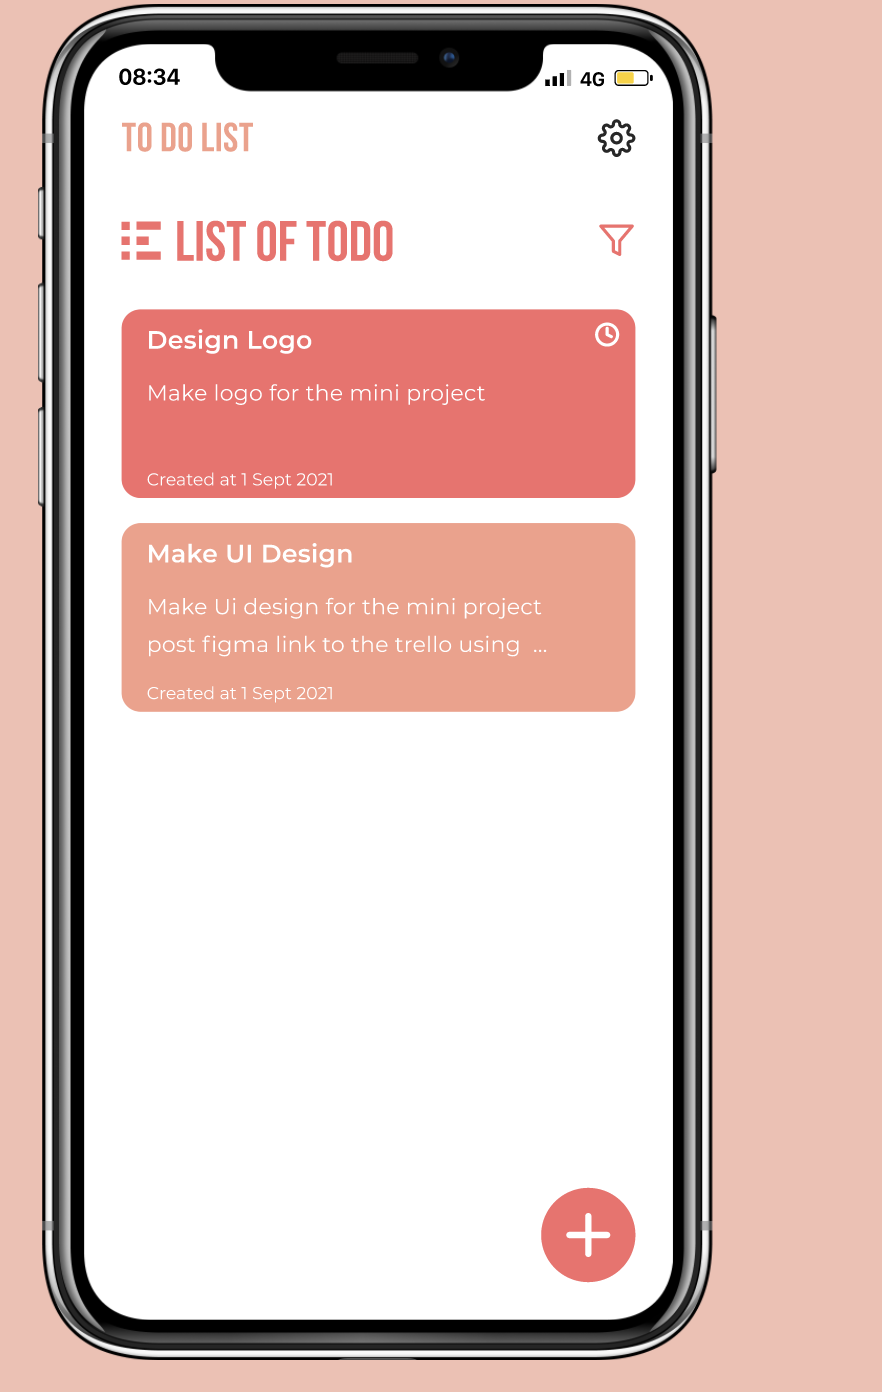 08:34
4G
TO DO LIST
LIST OF TODO
Design Logo
Make logo for the mini project
Created at 1 Sept 2021
Make UI Design
Make Ui design for the mini project
post figma link to the trello using ...
Created at 1 Sept 2021